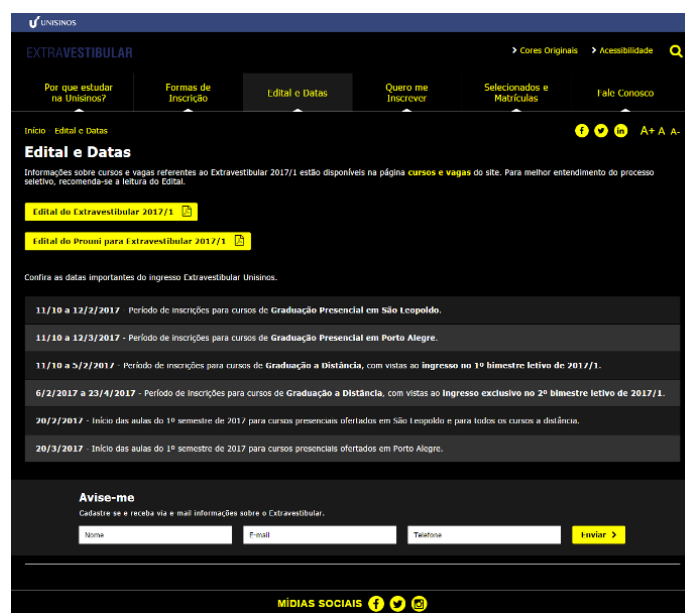 UNISINOS
EXTRAVESTIBULAR
Cores Originais
Acessibilidade
Por que estudar
na Unisinos?
Formas de
Inscrição
Edital e Datas
Quero me
Inscrever
Selecionados e
Matrículas
Fale Conosco
Início - Edital e Datas
A+ A A-
Edital e Datas
Informações sobre cursos e vagas referentes ao Extravestibular 2017/1 estão disponíveis na página cursos e vagas do site. Para melhor entendimento do processo
seletivo, recomenda-se a leitura do Edital.
Edital do Extravestibular 2017/1
Edital do Prouni para Extravestibular 2017/1
Confira as datas importantes do ingresso Extravestibular Unisinos.
11/10 a 12/2/2017 - Período de inscrições para cursos de Graduação Presencial em São Leopoldo.
11/10 a 12/3/2017 - Período de inscrições para cursos de Graduação Presencial em Porto Alegre.
11/10 a 5/2/2017 - Período de inscrições para cursos de Graduação a Distância, com vistas ao ingresso no 1º bimestre letivo de 2017/1.
6/2/2017 a 23/4/2017 - Período de inscrições para cursos de Graduação a Distância, com vistas ao ingresso exclusivo no 2º bimestre letivo de 2017/1.
20/2/2017 - Início das aulas do 1º semestre de 2017 para cursos presenciais ofertados em São Leopoldo e para todos os cursos a distância.
20/3/2017 - Início das aulas do 1º semestre de 2017 para cursos presenciais ofertados em Porto Alegre.
Avise-me
Cadastre se e receba via e mail informações sobre o Extravestibular.
Nome
E-mail
Telefone
Enviar
MÍDIAS SOCIAIS